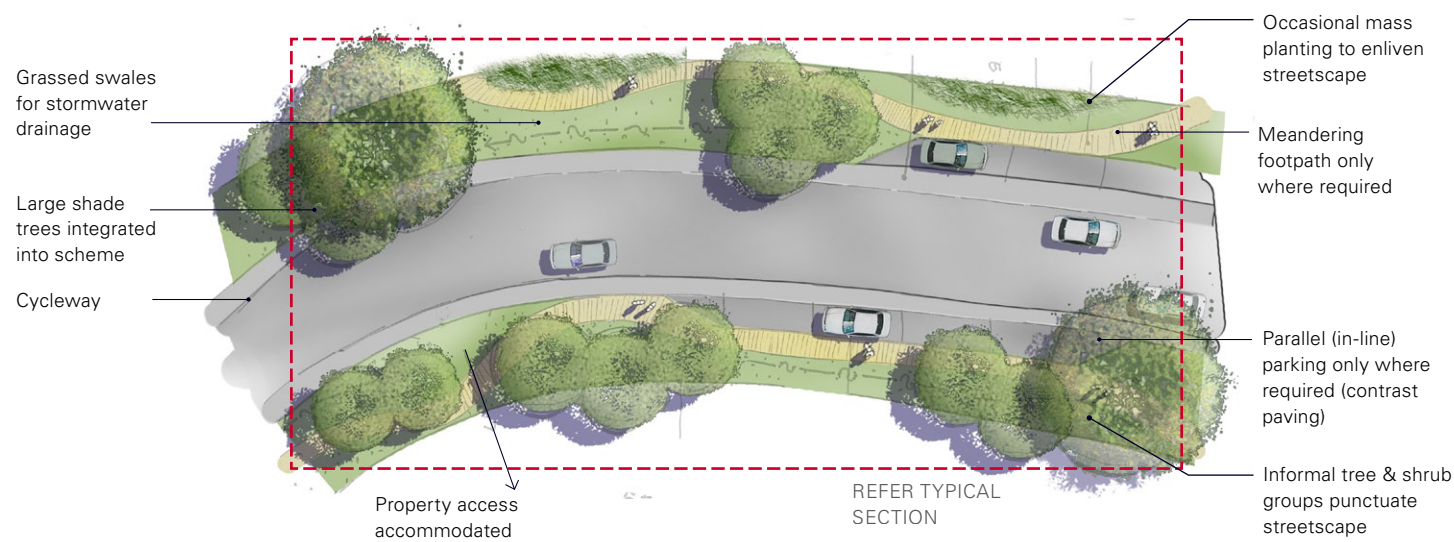 Grassed swales
for stormwater
drainage
Large shade
trees integrated
into scheme
Cycleway
Property access
accommodated
REFER TYPICAL
SECTION
Occasional mass
planting to enliven
streetscape
Meandering
footpath only
where required
Parallel (in-line)
parking only where
required (contrast
paving)
Informal tree & shrub
groups punctuate
streetscape